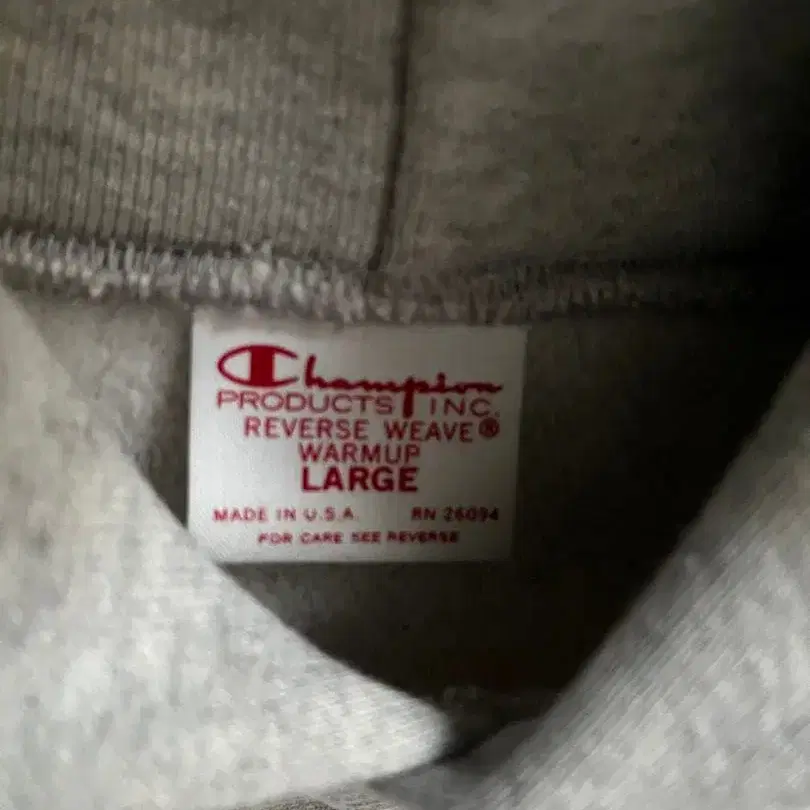 Champion
PRODUCTS INC.
REVERSE WEAVE®
WARMUP
LARGE
MADE IN U.S.A. RN 26094
FOR CARE SEE REVERSE